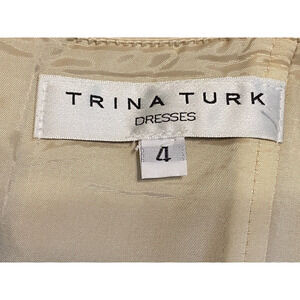 TRINA TURK
DRESSES
4